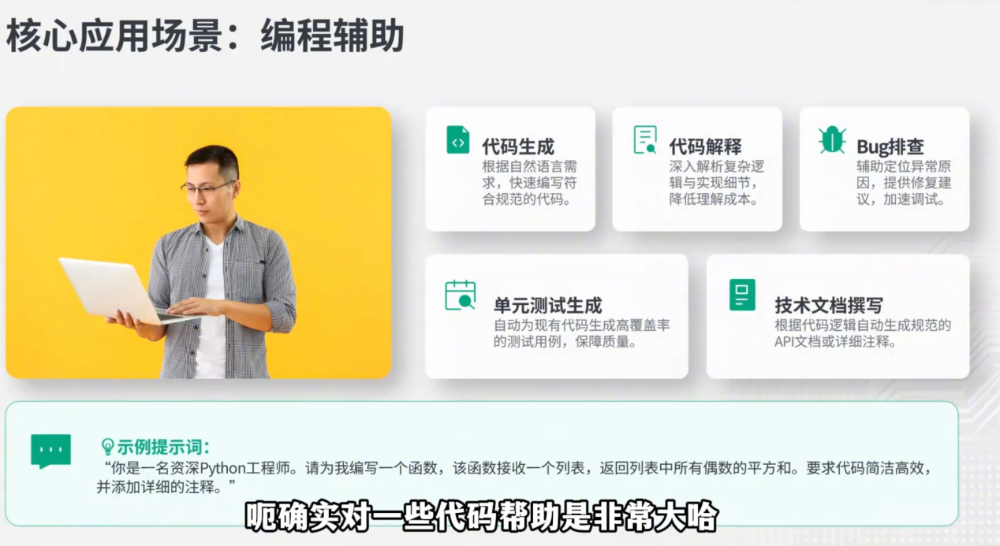 核心应用场景：编程辅助
代码生成
根据自然语言需
求，快速编写符
合规范的代码。
代码解释
深入解析复杂逻
辑与实现细节，
降低理解成本。
Bug排查
辅助定位异常原
因，提供修复建
议，加速调试。
单元测试生成
自动为现有代码生成高覆盖率
的测试用例，保障质量。
技术文档撰写
根据代码逻辑自动生成规范的
API文档或详细注释。
示例提示词：
“你是一名资深Python工程师。请为我编写一个函数，该函数接收一个列表，返回列表中所有偶数的平方和。要求代码简洁高效，
并添加详细的注释。”
呃确实对一些代码帮助是非常大哈